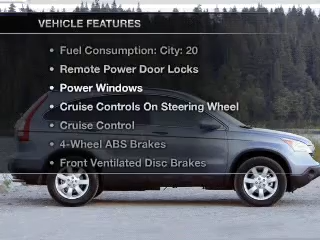 VEHICLE FEATURES
• Fuel Consumption: City: 20
• Remote Power Door Locks
• Power Windows
• Cruise Controls On Steering Wheel
• Cruise Control
• 4-Wheel ABS Brakes
• Front Ventilated Disc Brakes